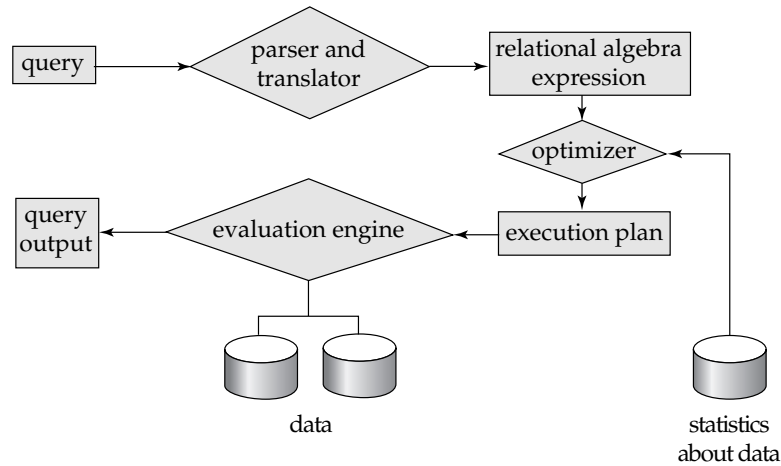 query
parser and
translator
relational algebra
expression
optimizer
query
output
evaluation engine
execution plan
data
statistics
about data